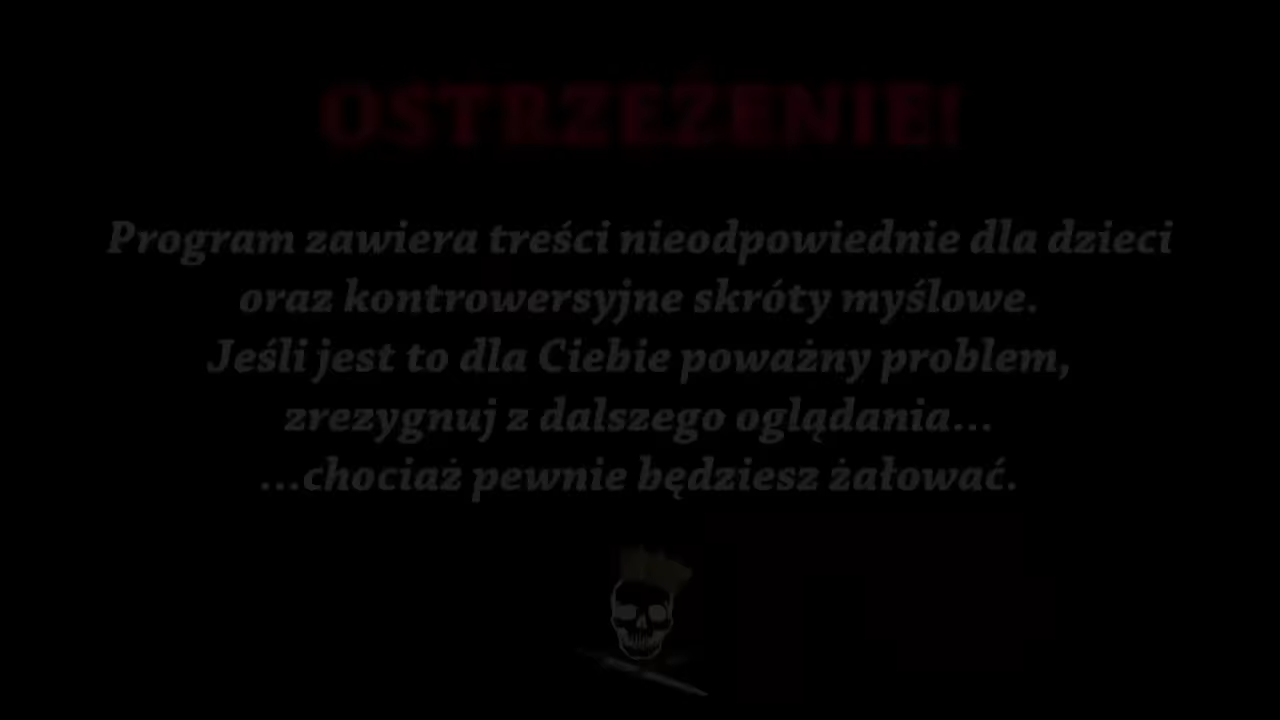 OSTRZEŻENIE!
Program zawiera treści nieodpowiednie dla dzieci
oraz kontrowersyjne skróty myślowe.
Jeśli jest to dla Ciebie poważny problem,
zrezygnuj z dalszego oglądania...
...chociaż pewnie będziesz żałować.